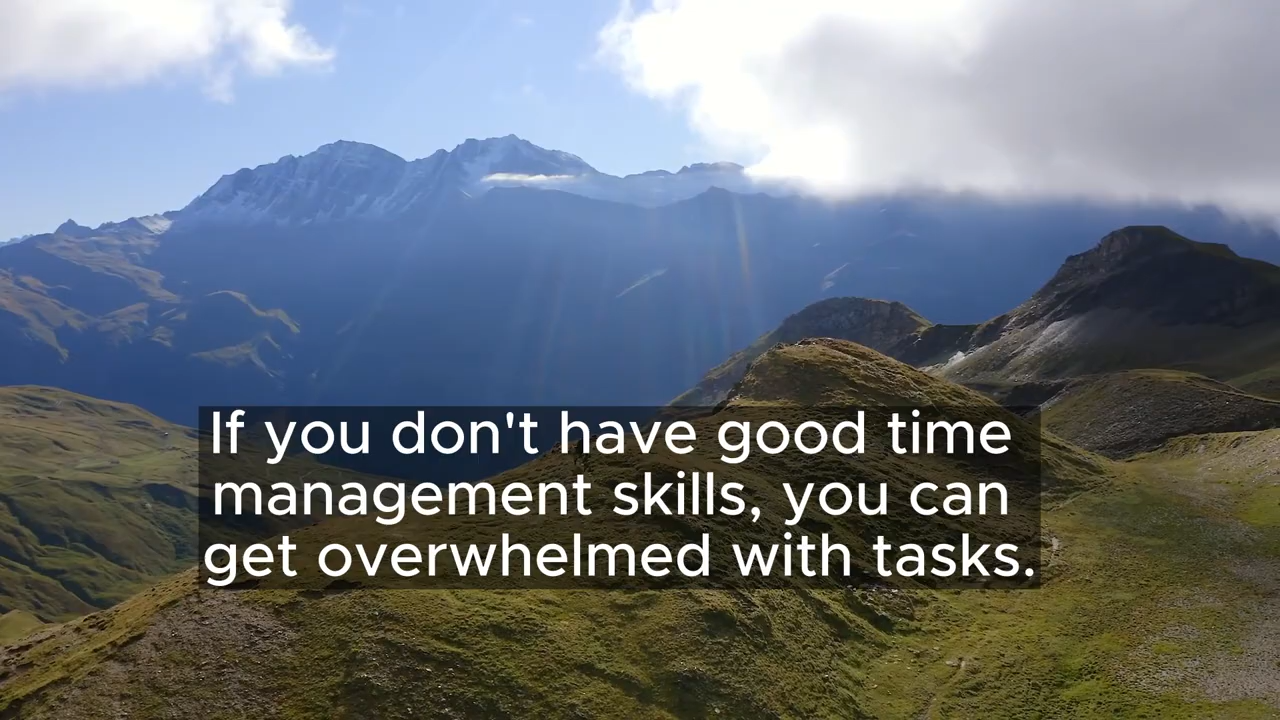 If you don't have good time
management skills, you can
get overwhelmed with tasks.